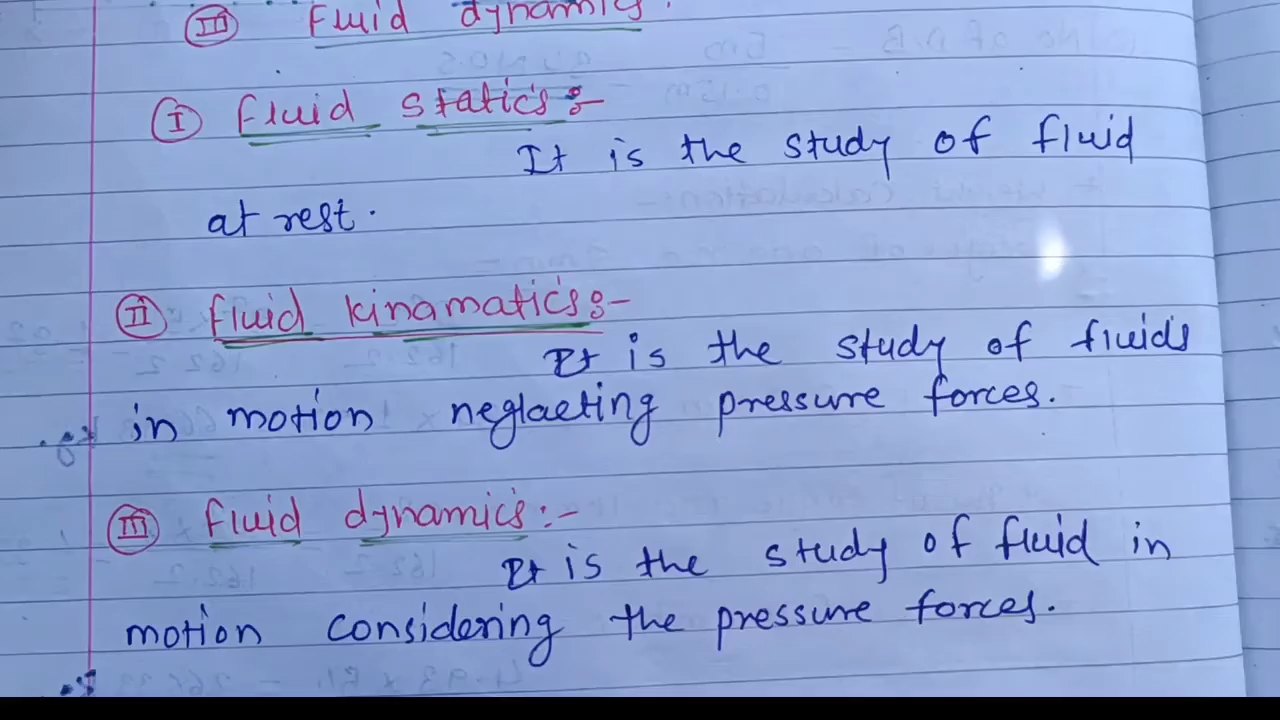 III Fluid dynamics.
I Fluid statics:-
It is the study of fluid
at rest.
II fluid kinamatics:-
It is the study of fluids
in motion neglaeting pressure forces.
III fluid dynamics:-
It is the study of fluid in
motion considering the pressure forces.